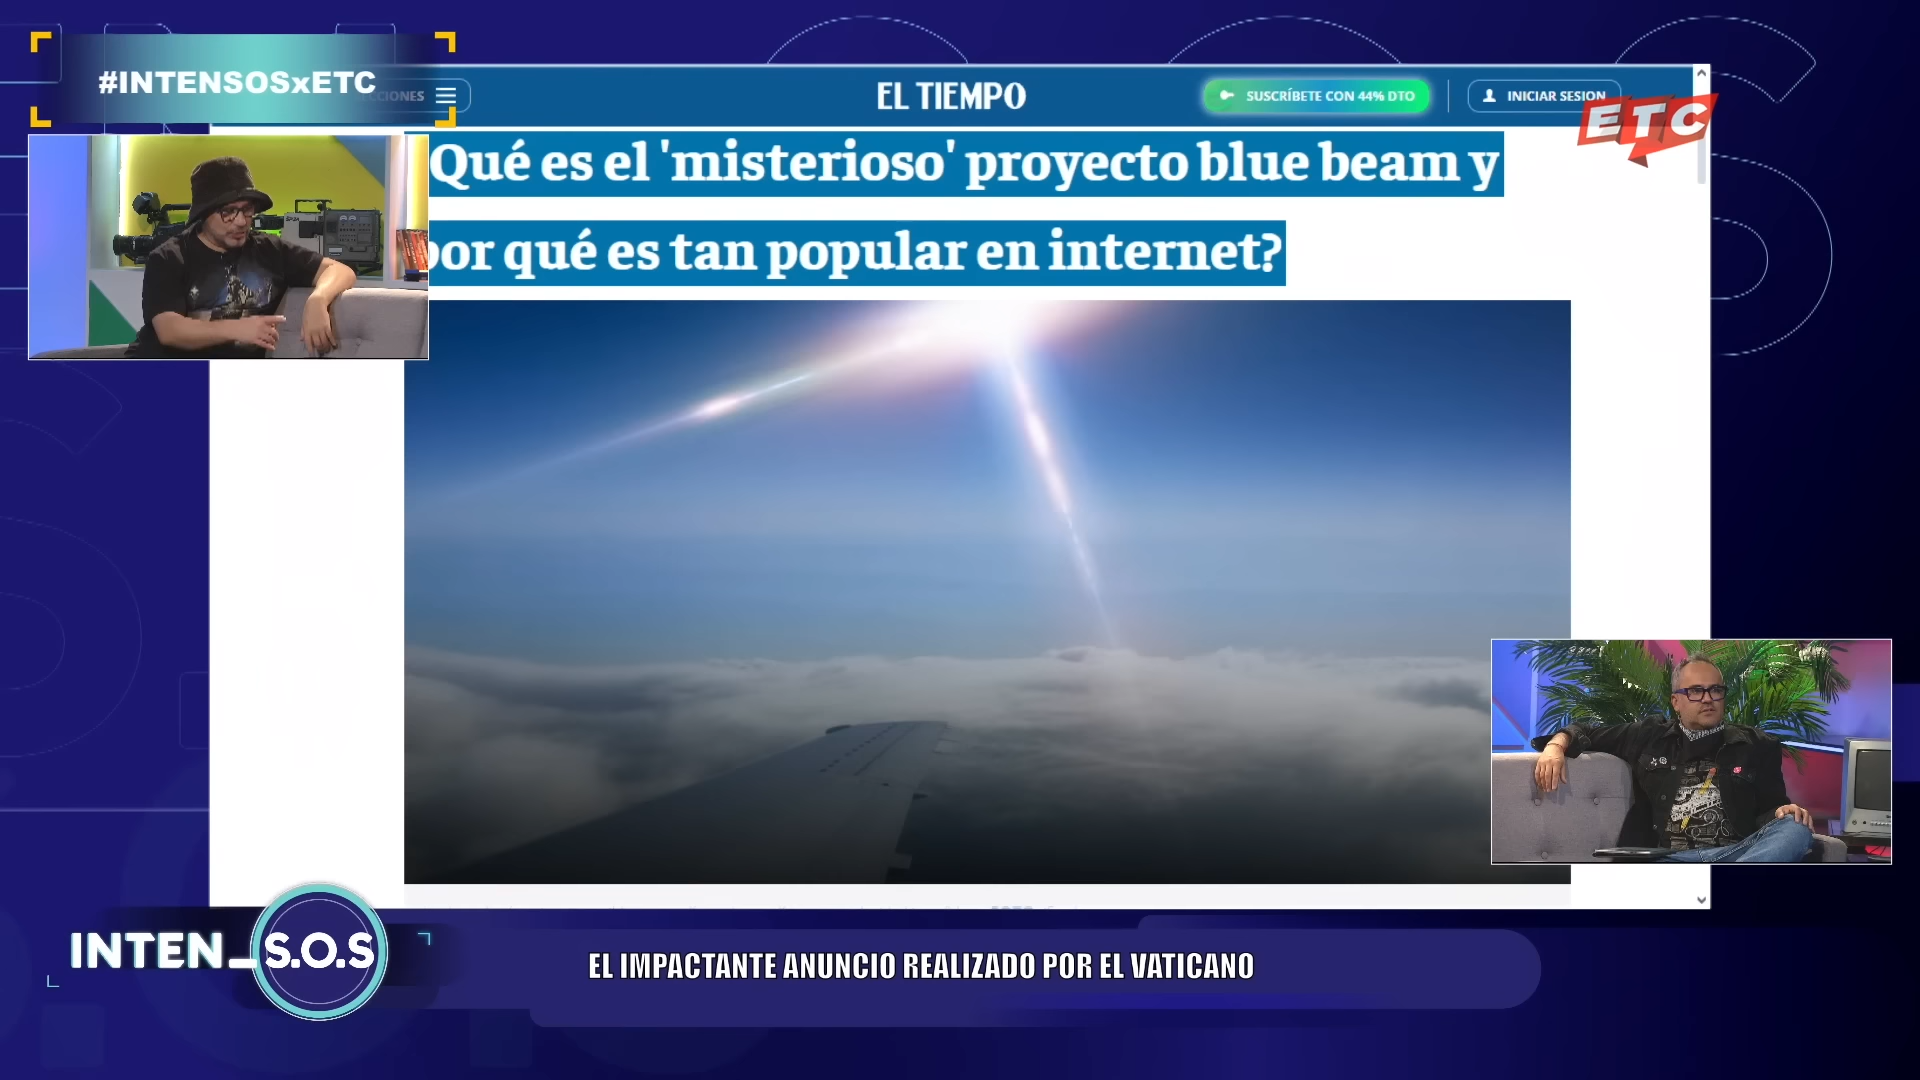 #INTENSOSxETC
ECCIONES
EL TIEMPO
SUSCRÍBETE CON 44% DTO
INICIAR SESION
ETC
Qué es el 'misterioso' proyecto blue beam y
por qué es tan popular en internet?
INTEN_S.O.S
EL IMPACTANTE ANUNCIO REALIZADO POR EL VATICANO